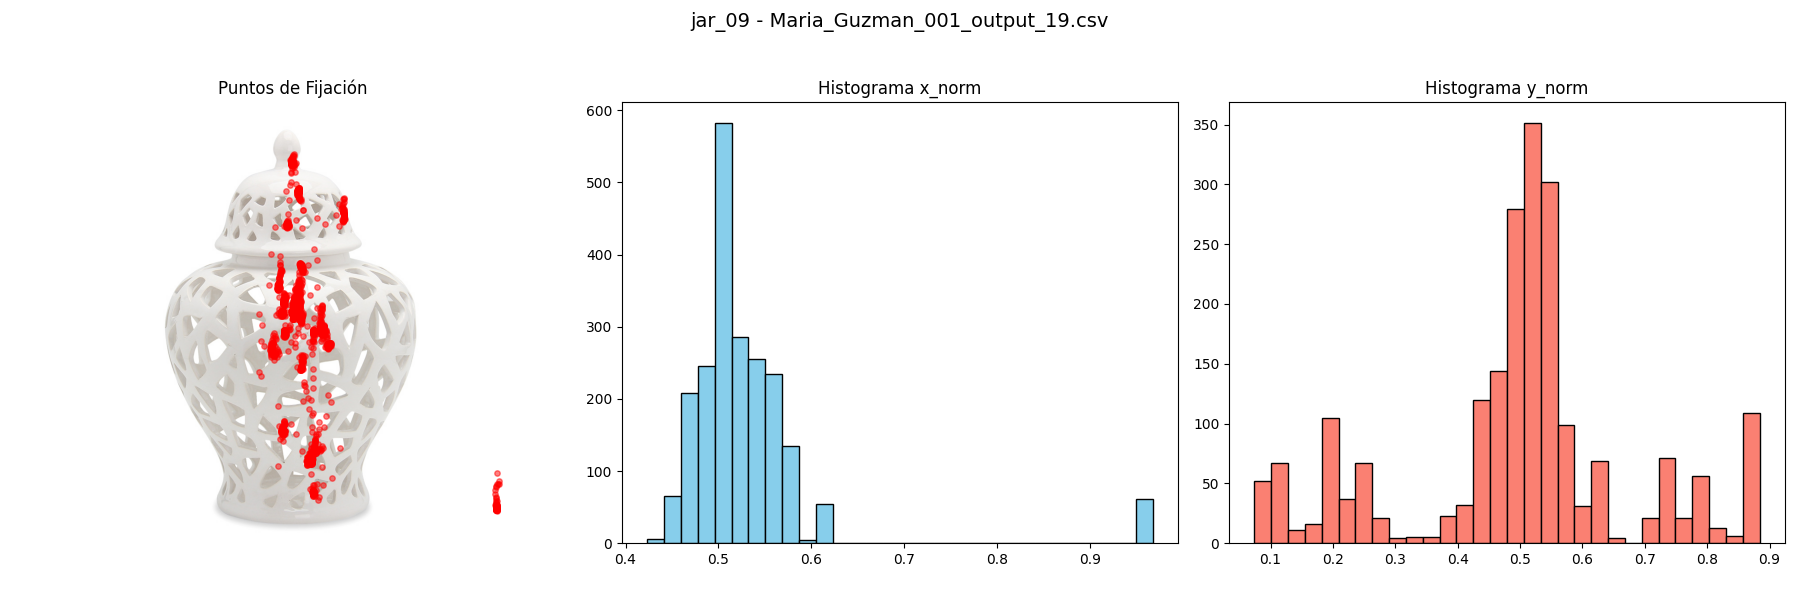 jar_09 - Maria_Guzman_001_output_19.csv
Puntos de Fijación
Histograma x_norm
600
500
400
300
200
100
0
0.4 0.5 0.6 0.7 0.8 0.9
Histograma y_norm
350
300
250
200
150
100
50
0
0.1 0.2 0.3 0.4 0.5 0.6 0.7 0.8 0.9